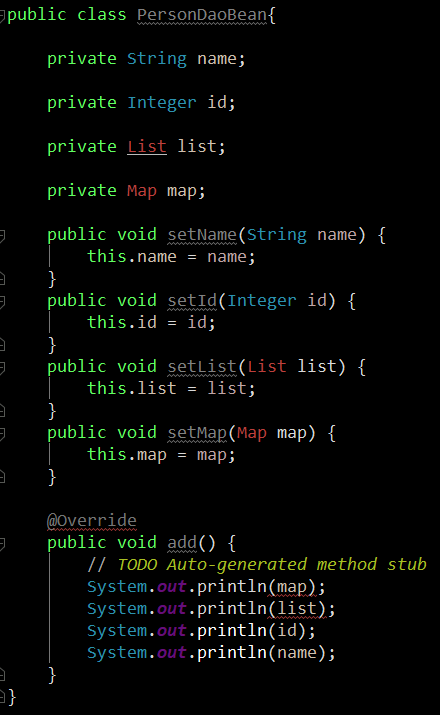 public class PersonDaoBean{
private String name;
private Integer id;
private List list;
private Map map;
public void setName(String name) {
this.name = name;
}
public void setId(Integer id) {
this.id = id;
}
public void setList(List list) {
this.list = list;
}
public void setMap(Map map) {
this.map = map;
}
@Override
public void add() {
// TODO Auto-generated method stub
System.out.println(map);
System.out.println(list);
System.out.println(id);
System.out.println(name);
}
}